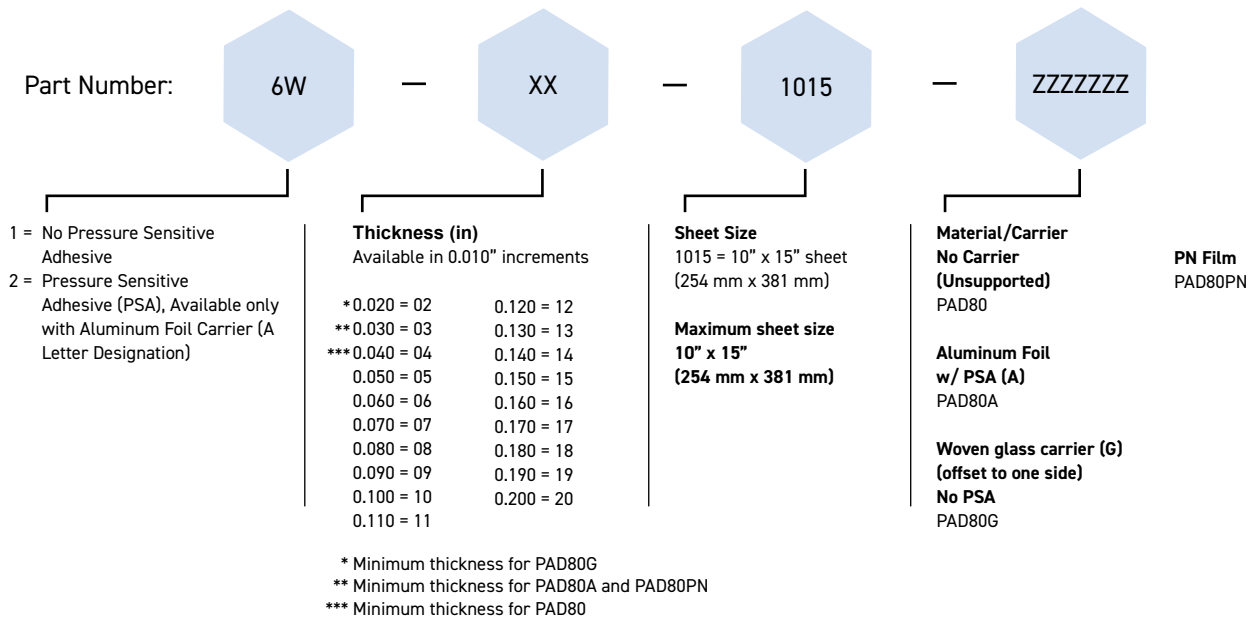 Part Number: 6W — XX — 1015 — ZZZZZZZ
1 = No Pressure Sensitive
Adhesive
2 = Pressure Sensitive
Adhesive (PSA), Available only
with Aluminum Foil Carrier (A
Letter Designation)
Thickness (in)
Available in 0.010” increments
*0.020 = 02
**0.030 = 03
***0.040 = 04
0.050 = 05
0.060 = 06
0.070 = 07
0.080 = 08
0.090 = 09
0.100 = 10
0.110 = 11
0.120 = 12
0.130 = 13
0.140 = 14
0.150 = 15
0.160 = 16
0.170 = 17
0.180 = 18
0.190 = 19
0.200 = 20
* Minimum thickness for PAD80G
** Minimum thickness for PAD80A and PAD80PN
*** Minimum thickness for PAD80
Sheet Size
1015 = 10” x 15” sheet
(254 mm x 381 mm)
Maximum sheet size
10” x 15”
(254 mm x 381 mm)
Material/Carrier
No Carrier
(Unsupported)
PAD80
Aluminum Foil
w/ PSA (A)
PAD80A
Woven glass carrier (G)
(offset to one side)
No PSA
PAD80G
PN Film
PAD80PN